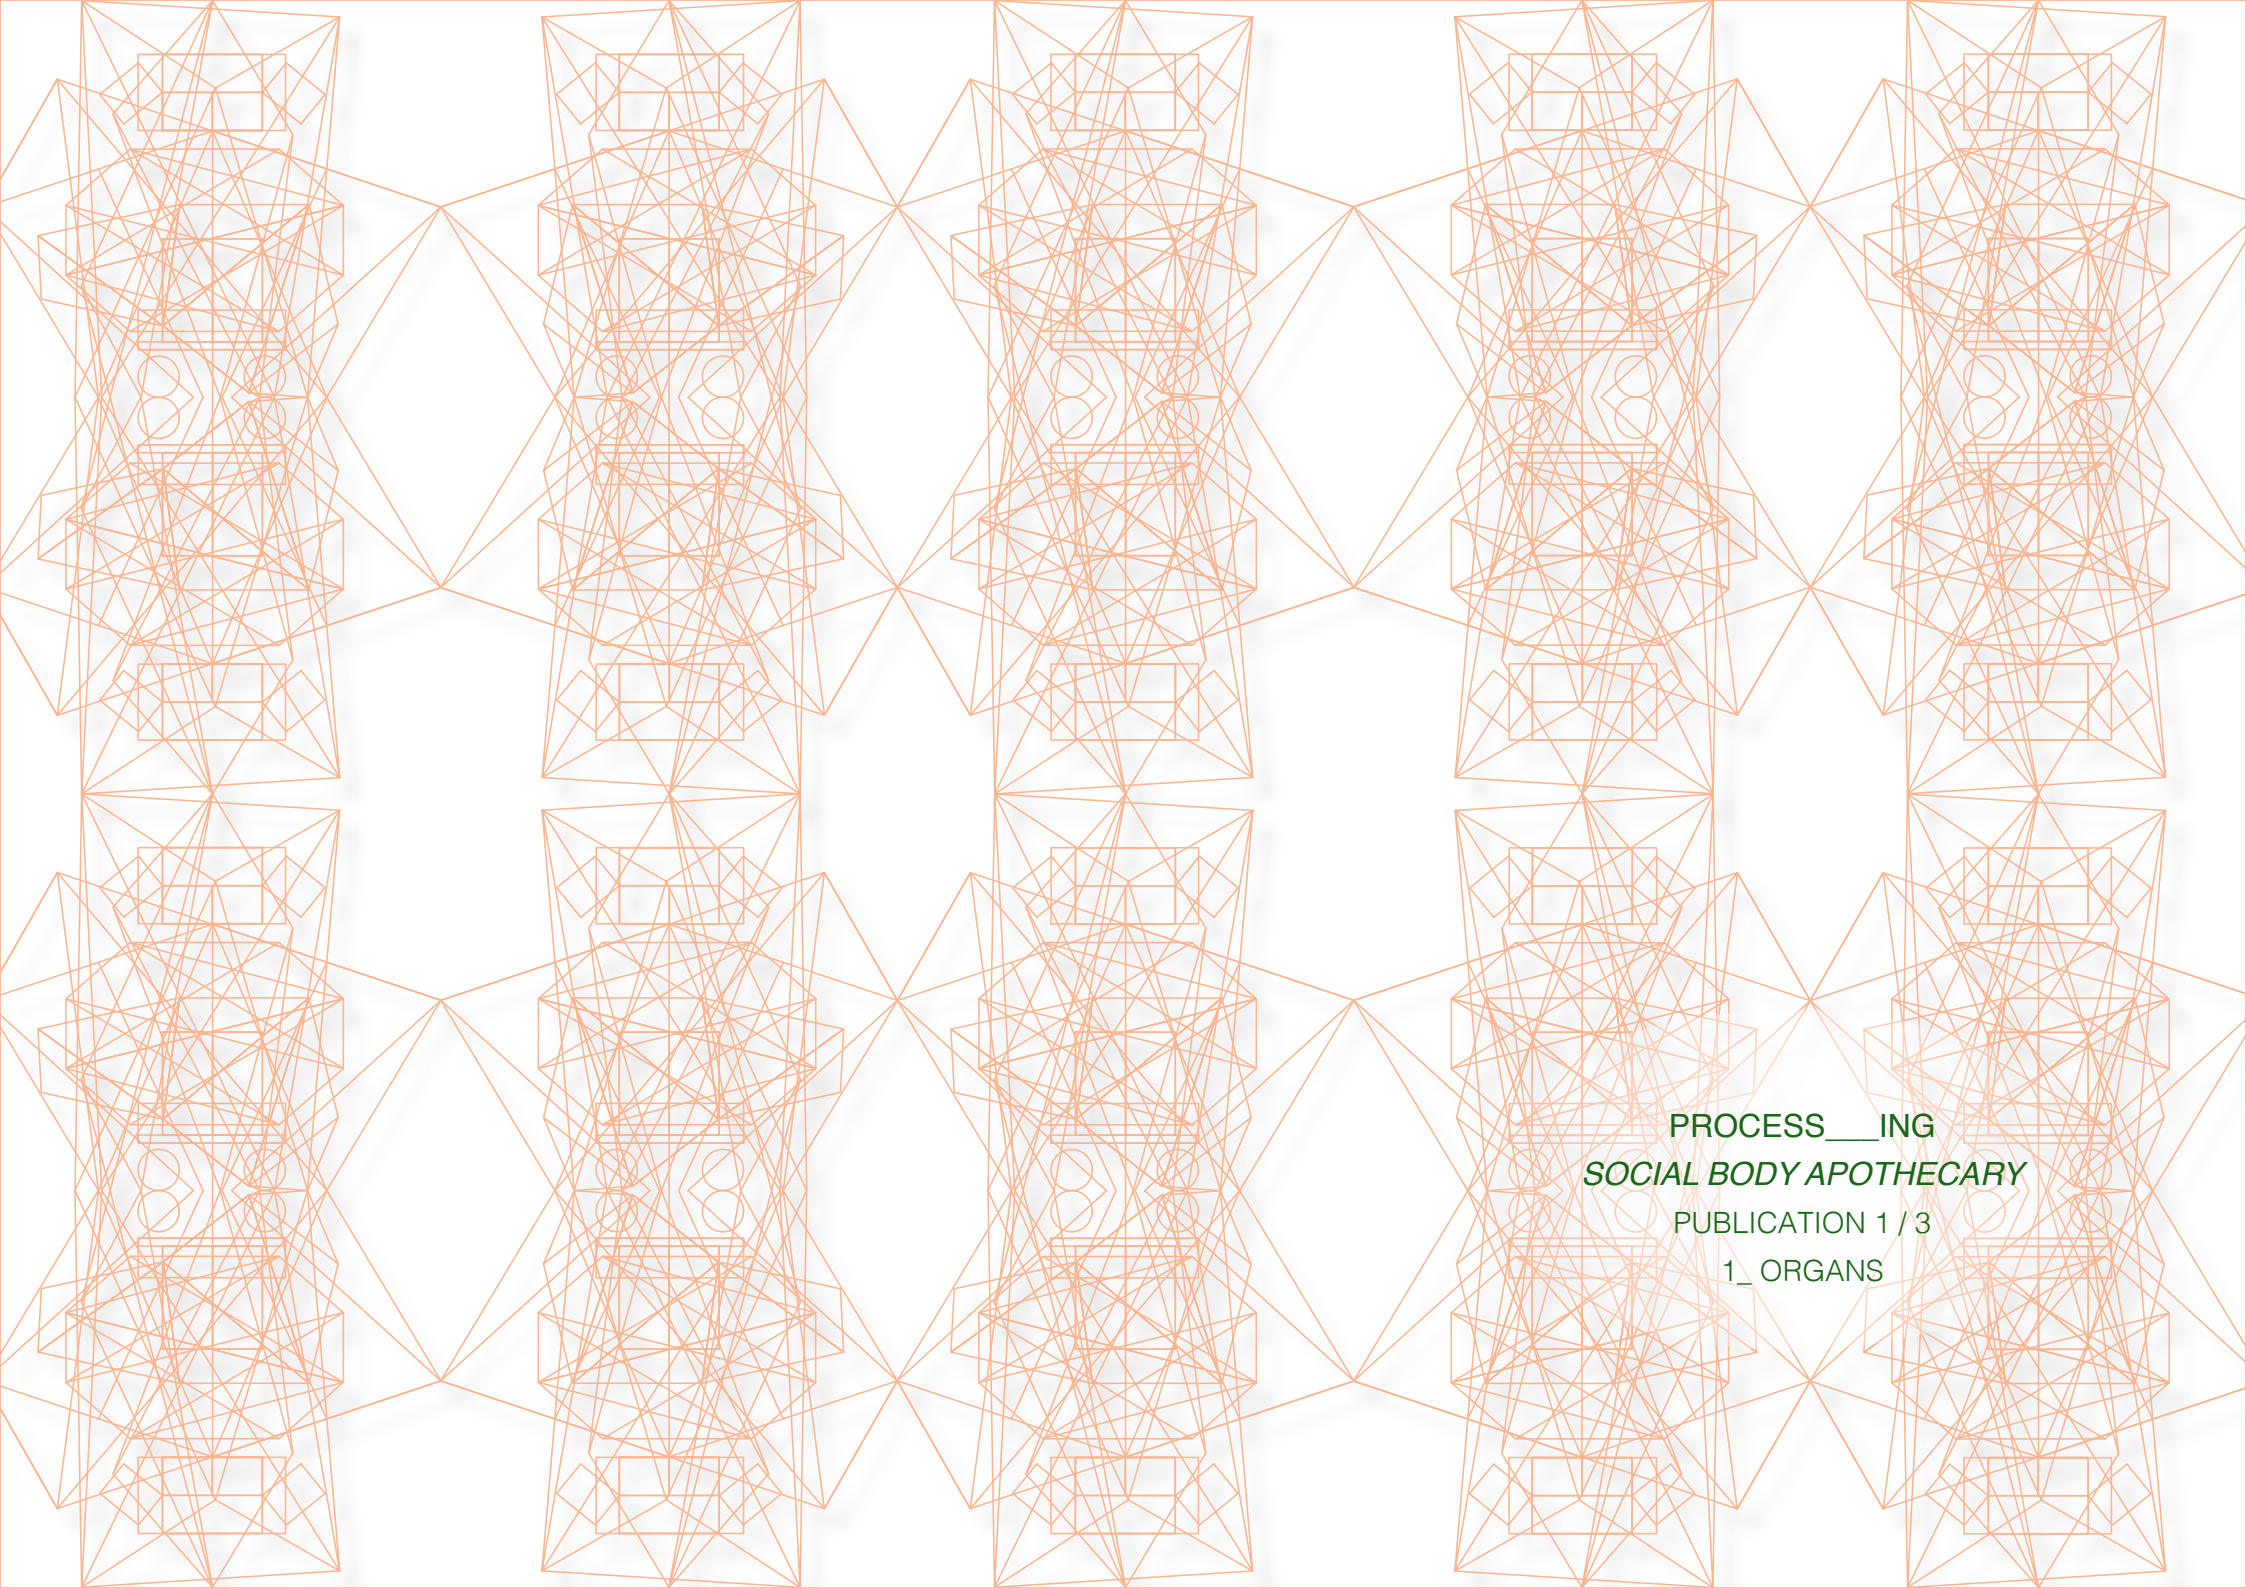 PROCESS___ING
SOCIAL BODY APOTHECARY
PUBLICATION 1 / 3
1_ ORGANS